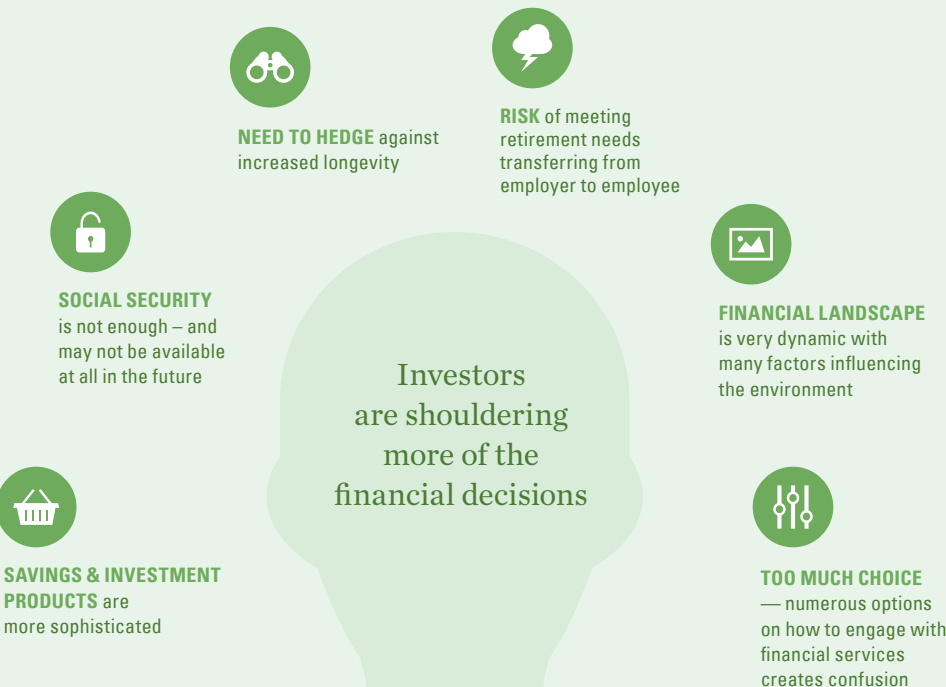 NEED TO HEDGE against
increased longevity
RISK of meeting
retirement needs
transferring from
employer to employee
SOCIAL SECURITY
is not enough – and
may not be available
at all in the future
FINANCIAL LANDSCAPE
is very dynamic with
many factors influencing
the environment
Investors
are shouldering
more of the
financial decisions
SAVINGS & INVESTMENT
PRODUCTS are
more sophisticated
TOO MUCH CHOICE
— numerous options
on how to engage with
financial services
creates confusion